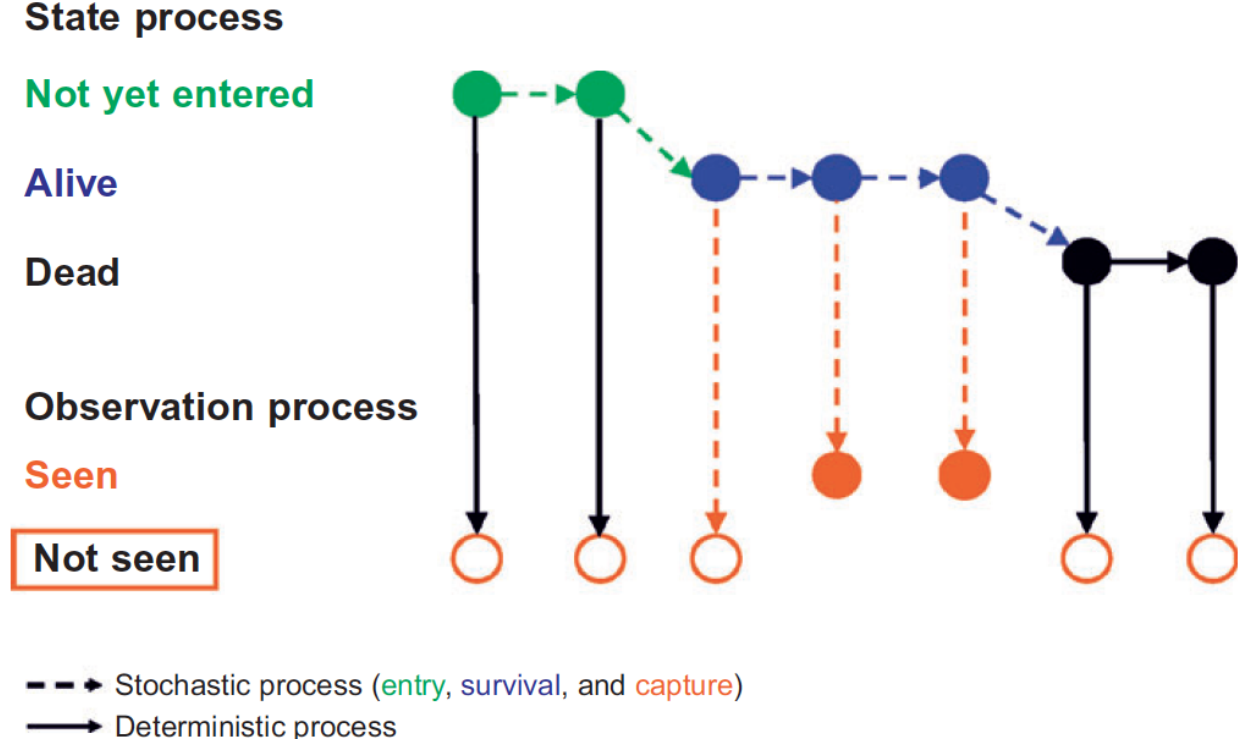 State process
Not yet entered
Alive
Dead
Observation process
Seen
Not seen
Stochastic process (entry, survival, and capture)
Deterministic process